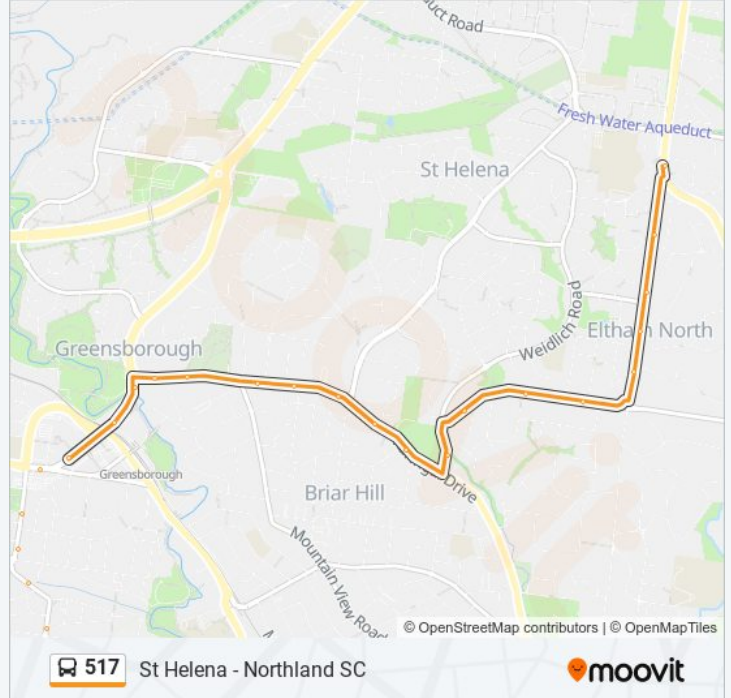 uct Road
Fresh Water Aqueduct
St Helena
Weidlich Road
Eltham North
Greensborough
Greensborough
Drive
Briar Hill
Mountain View Road
© OpenStreetMap contributors | © OpenMapTiles
517 St Helena - Northland SC
moovit